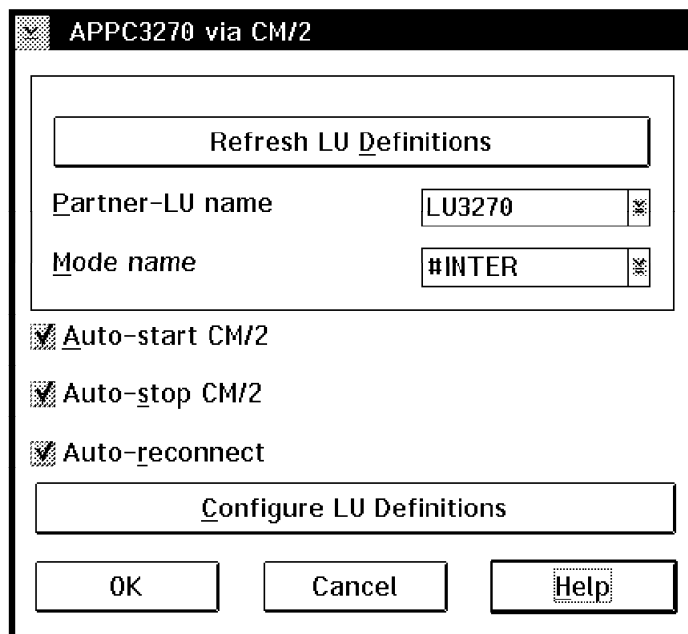 APPC3270 via CM/2
Refresh LU Definitions
Partner-LU name LU3270
Mode name #INTER
Auto-start CM/2
Auto-stop CM/2
Auto-reconnect
Configure LU Definitions
OK Cancel Help